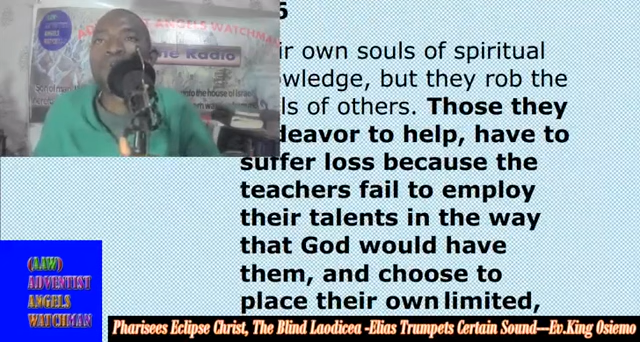 ir own souls of spiritual
wledge, but they rob the
ls of others. Those they
deavor to help, have to
suffer loss because the
teachers fail to employ
their talents in the way
that God would have
them, and choose to
place their own limited,
(AAW)
ADVENTIST
ANGELS
WATCHMAN
Pharisees Eclipse Christ, The Blind Laodicea -Elias Trumpets Certain Sound---Ev.King Osiemo